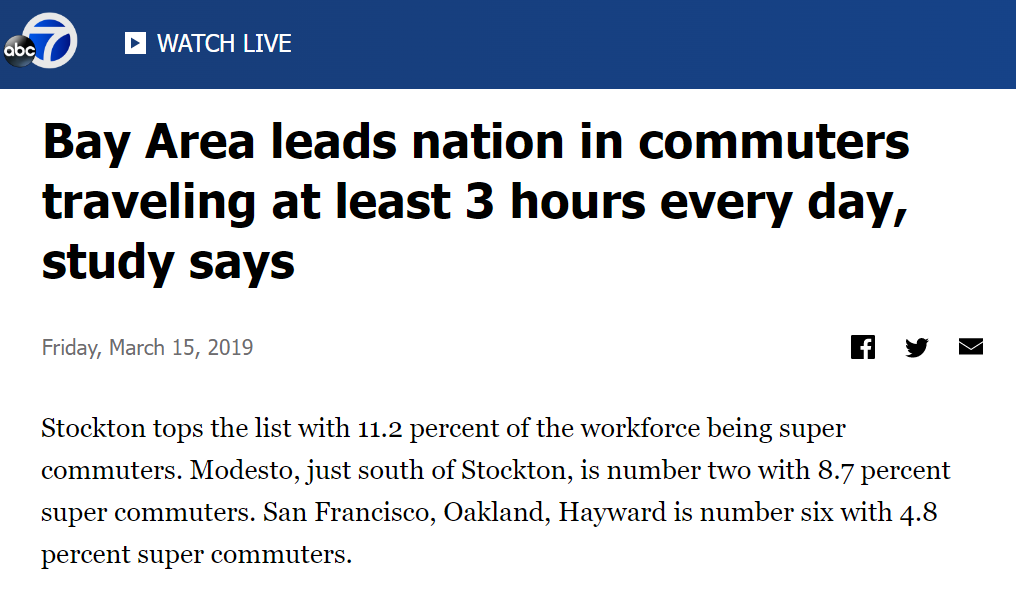 abc 7 WATCH LIVE
Bay Area leads nation in commuters
traveling at least 3 hours every day,
study says
Friday, March 15, 2019
Stockton tops the list with 11.2 percent of the workforce being super
commuters. Modesto, just south of Stockton, is number two with 8.7 percent
super commuters. San Francisco, Oakland, Hayward is number six with 4.8
percent super commuters.